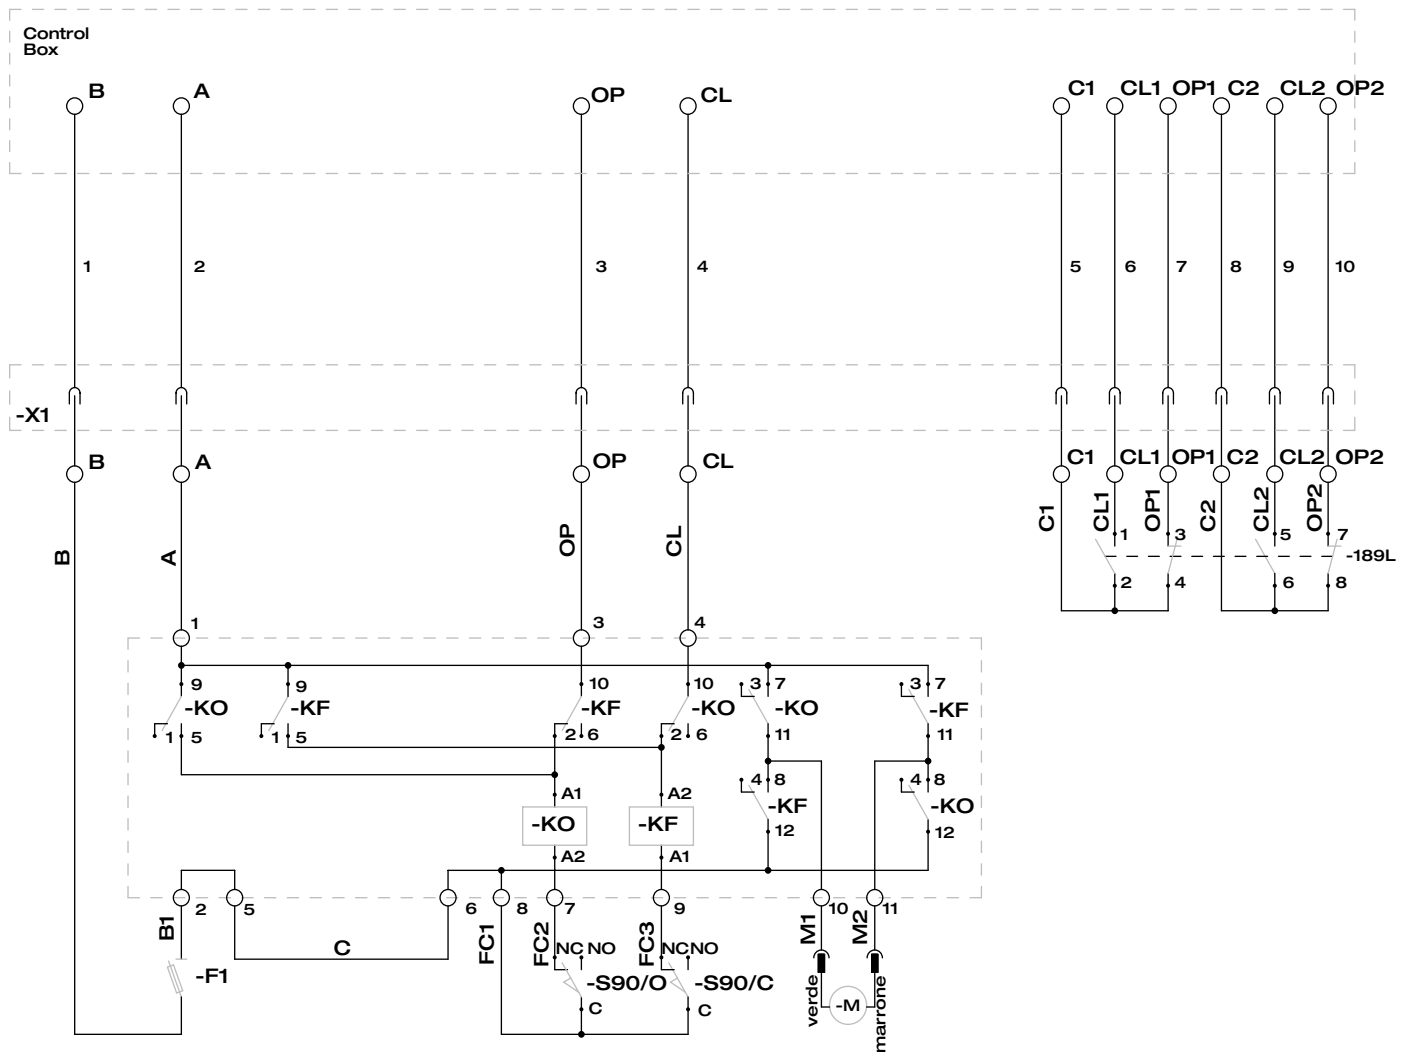 Control
Box
B A OP CL C1 CL1 OP1 C2 CL2 OP2
1 2 3 4 5 6 7 8 9 10
-X1
B A OP CL C1 CL1 OP1 C2 CL2 OP2
B A OP CL C1 CL1 OP1 C2 CL2 OP2
1 3 5 7
-189L
2 4 6 8
1 3 4
9 9 10 10 3 7 3 7
-KO -KF -KF -KO -KO -KF
1 5 1 5 2 6 2 6 11 11
A1 A2 4 8 4 8
-KO -KF -KF -KO
12 12
A2 A1
2 5 6 8 7 9 10 11
B1 C FC1 FC2 FC3 M1 M2
NC NO NC NO
-F1 -S90/O -S90/C
C C
verde -M marrone